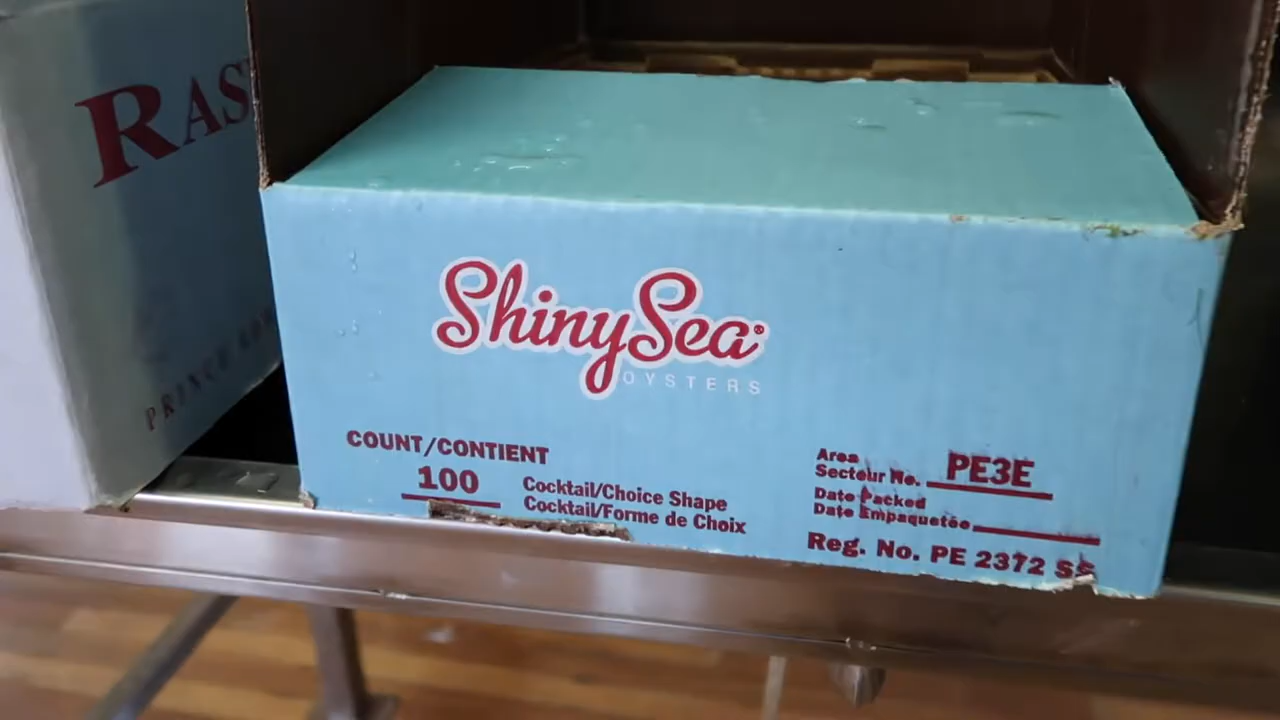 RAS
PRINCE
ShinySea®
OYSTERS
COUNT/CONTIENT
100
Cocktail/Choice Shape
Cocktail/Forme de Choix
Area
Secteur No. PE3E
Date Packed
Date Empaquetée
Reg. No. PE 2372 SS